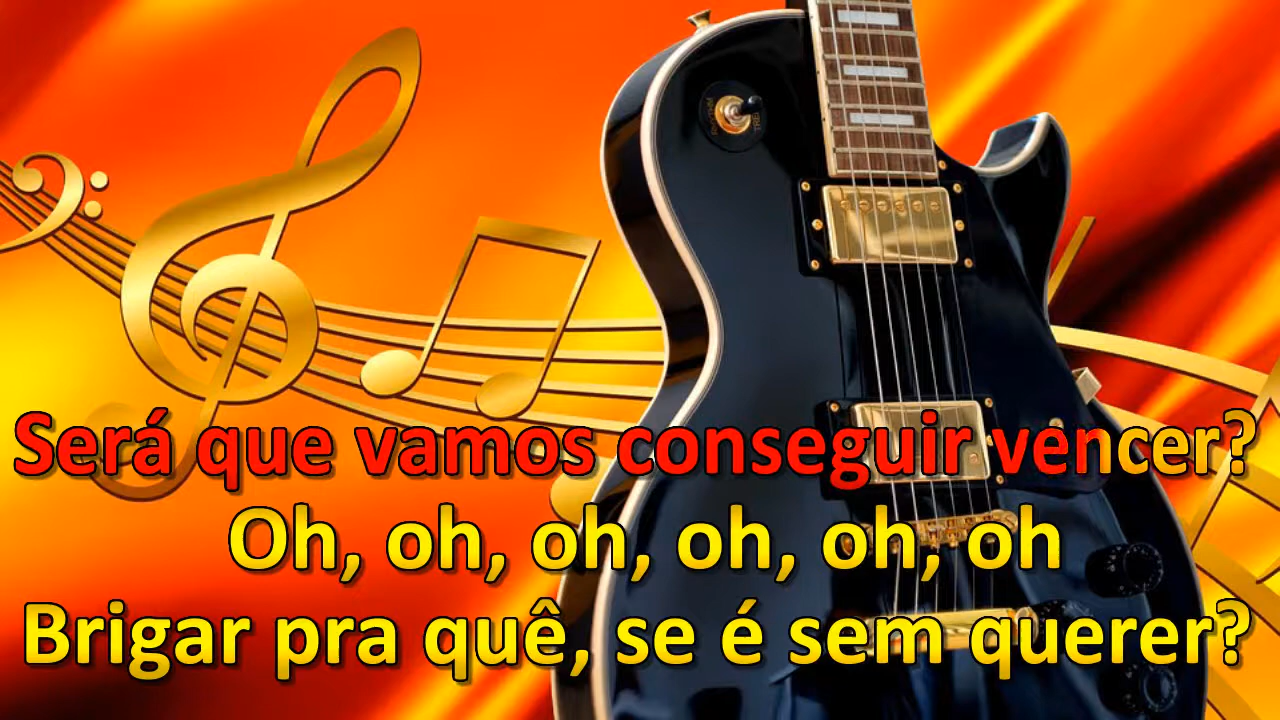 Será que vamos conseguir vencer?
Oh, oh, oh, oh, oh, oh
Brigar pra quê, se é sem querer?